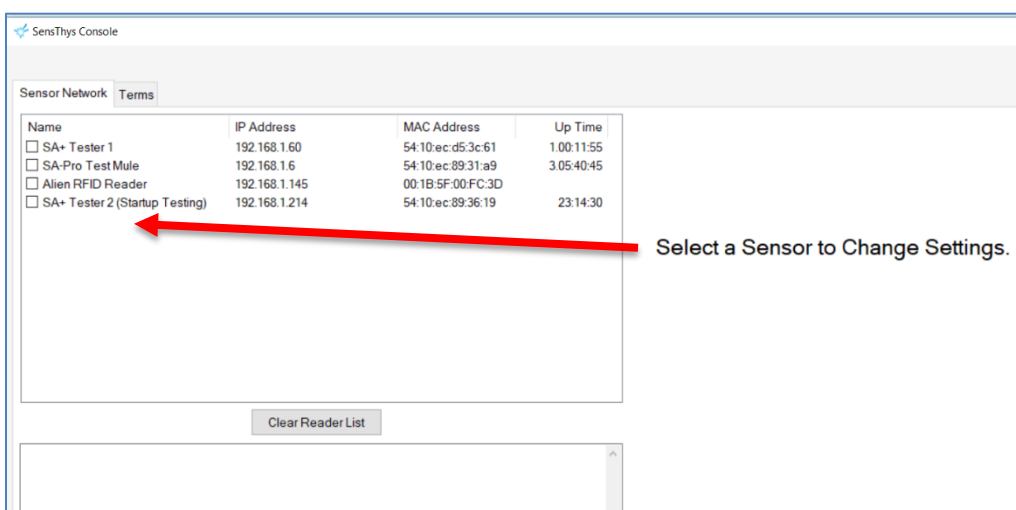 SensThys Console
Sensor Network Terms
Name IP Address MAC Address Up Time
SA+ Tester 1 192.168.1.60 54:10:ec:d5:3c:61 1.00:11:55
SA-Pro Test Mule 192.168.1.6 54:10:ec:89:31:a9 3.05:40:45
Alien RFID Reader 192.168.1.145 00:1B:5F:00:FC:3D
SA+ Tester 2 (Startup Testing) 192.168.1.214 54:10:ec:89:36:19 23:14:30
Select a Sensor to Change Settings.
Clear Reader List